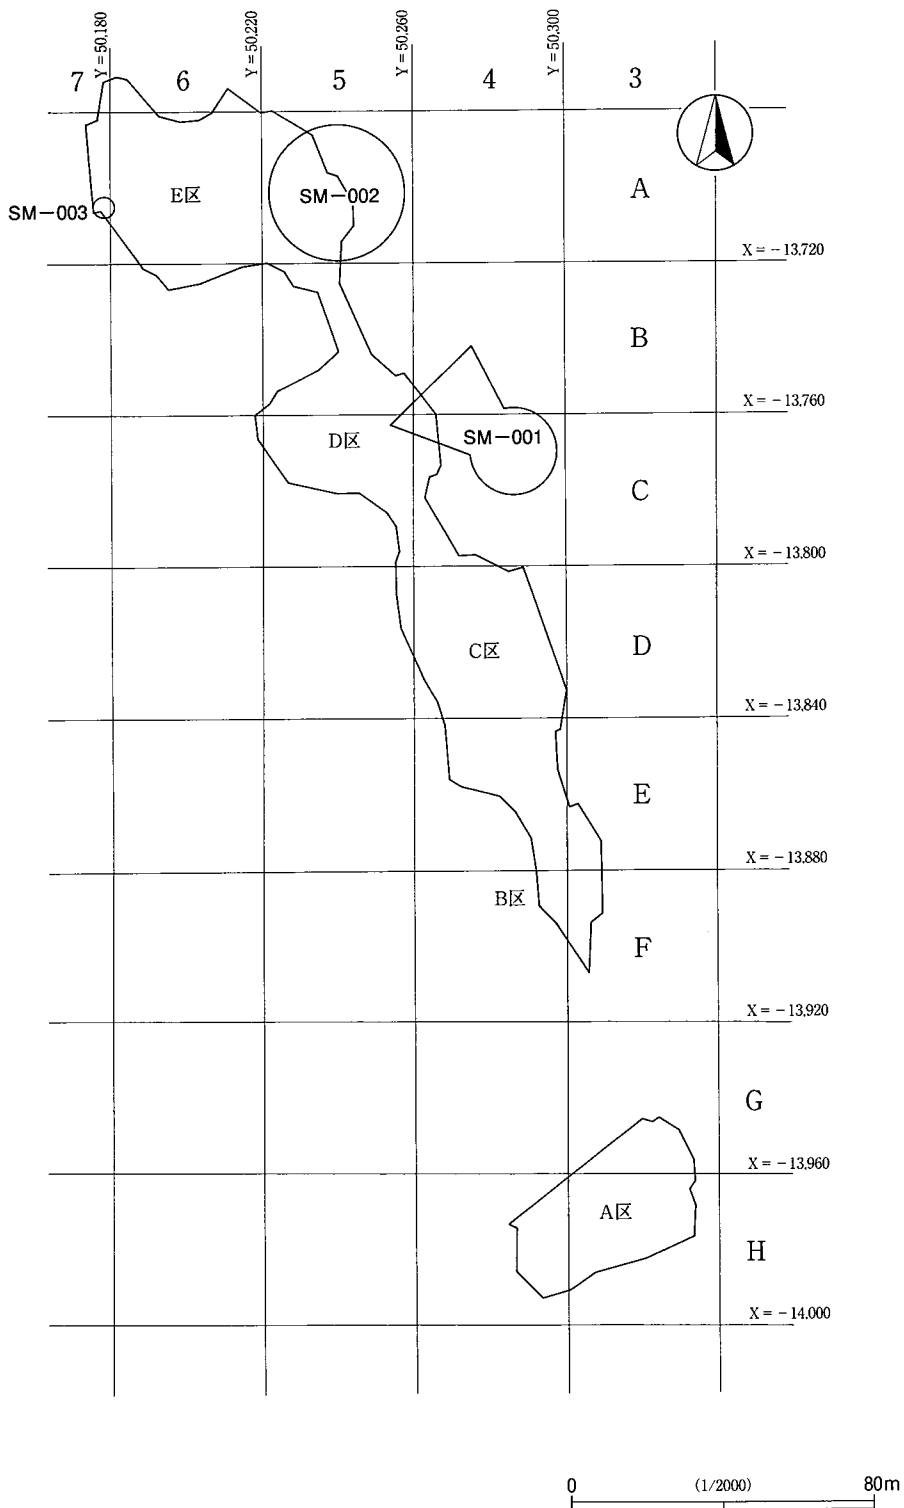 Y = 50,180
Y = 50,220
Y = 50,260
Y = 50,300
7
6
5
4
3
E区
SM-002
SM-003
A
X = -13,720
B
X = -13,760
D区
SM-001
C
X = -13,800
C区
D
X = -13,840
E
X = -13,880
B区
F
X = -13,920
G
X = -13,960
A区
H
X = -14,000
0
(1/2000)
80m